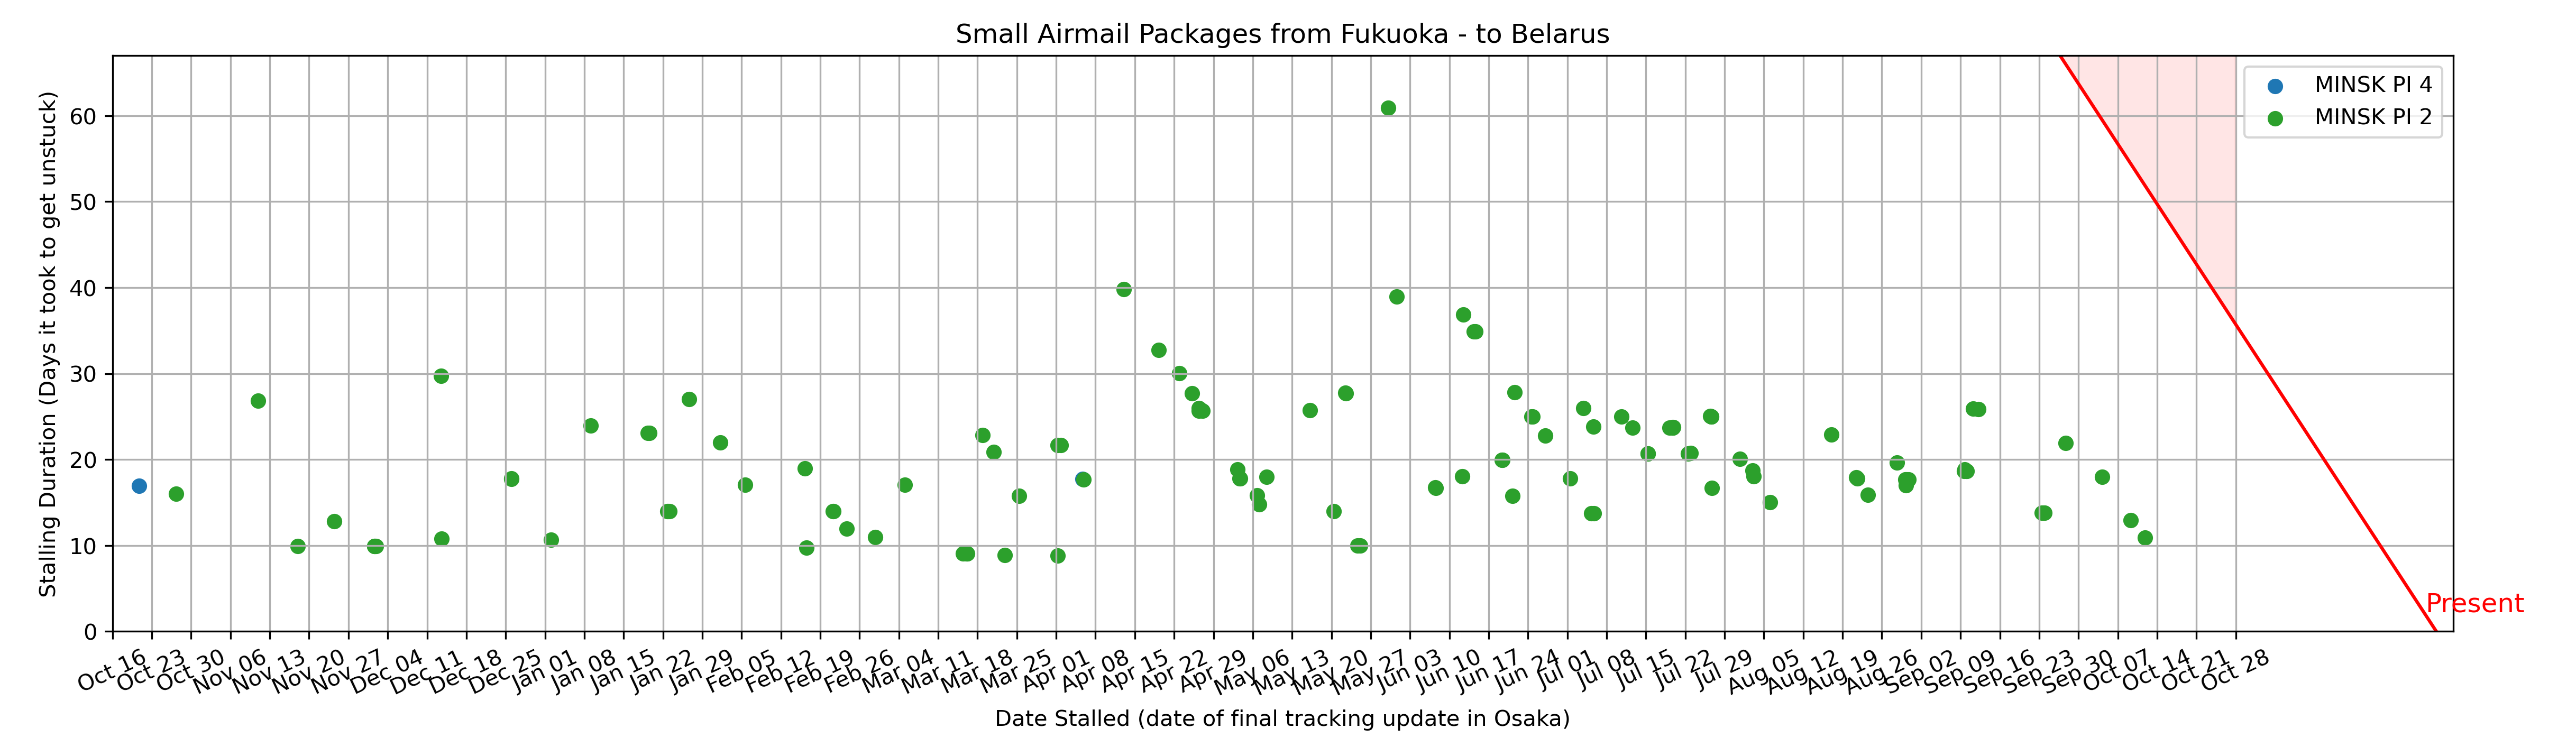 Small Airmail Packages from Fukuoka - to Belarus
MINSK PI 4
MINSK PI 2
Stalling Duration (Days it took to get unstuck)
60
50
40
30
20
10
0
Present
Oct 16
Oct 23
Oct 30
Nov 06
Nov 13
Nov 20
Nov 27
Dec 04
Dec 11
Dec 18
Dec 25
Jan 01
Jan 08
Jan 15
Jan 22
Jan 29
Feb 05
Feb 12
Feb 19
Feb 26
Mar 04
Mar 11
Mar 18
Mar 25
Apr 01
Apr 08
Apr 15
Apr 22
Apr 29
May 06
May 13
May 20
May 27
Jun 03
Jun 10
Jun 17
Jun 24
Jul 01
Jul 08
Jul 15
Jul 22
Jul 29
Aug 05
Aug 12
Aug 19
Aug 26
Sep 02
Sep 09
Sep 16
Sep 23
Sep 30
Oct 07
Oct 14
Oct 21
Oct 28
Date Stalled (date of final tracking update in Osaka)